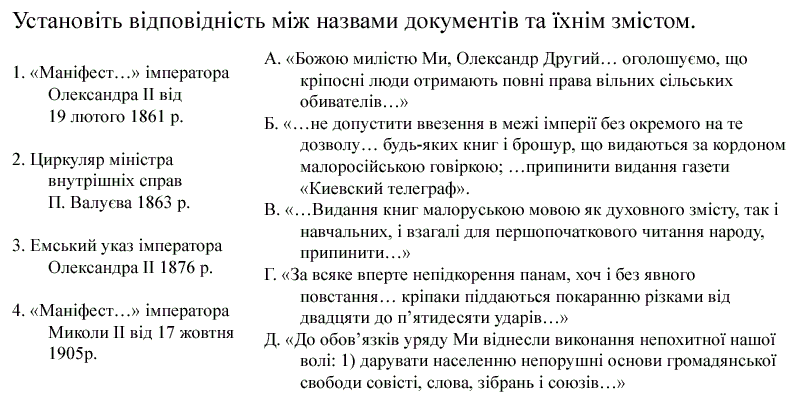 Установіть відповідність між назвами документів та їхнім змістом.
1. «Маніфест…» імператора
Олександра II від
19 лютого 1861 р.
2. Циркуляр міністра
внутрішніх справ
П. Валуєва 1863 р.
3. Емський указ імператора
Олександра II 1876 р.
4. «Маніфест…» імператора
Миколи II від 17 жовтня
1905р.
А. «Божою милістю Ми, Олександр Другий… оголошуємо, що
кріпосні люди отримають повні права вільних сільських
обивателів…»
Б. «…не допустити ввезення в межі імперії без окремого на те
дозволу… будь-яких книг і брошур, що видаються за кордоном
малоросійською говіркою; …припинити видання газети
«Киевский телеграф».
В. «…Видання книг малоруською мовою як духовного змісту, так і
навчальних, і взагалі для першопочаткового читання народу,
припинити…»
Г. «За всяке вперте непідкорення панам, хоч і без явного
повстання… кріпаки піддаються покаранню різками від
двадцяти до п’ятидесяти ударів…»
Д. «До обов’язків уряду Ми віднесли виконання непохитної нашої
волі: 1) дарувати населенню непорушні основи громадянської
свободи совісті, слова, зібрань і союзів…»